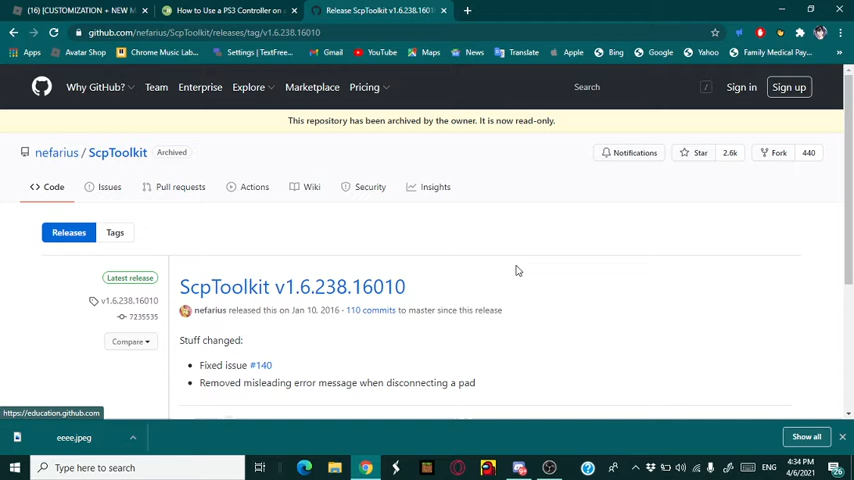 (16) [CUSTOMIZATION + NEW M
How to Use a PS3 Controller on a
Release ScpToolkit v1.6.238.1601
github.com/nefarius/ScpToolkit/releases/tag/v1.6.238.16010
Apps Avatar Shop Chrome Music Lab... Settings | TextFree... Gmail YouTube Maps News Translate Apple Bing Google Yahoo Family Medical Pay...
Why GitHub? Team Enterprise Explore Marketplace Pricing Search / Sign in Sign up
This repository has been archived by the owner. It is now read-only.
nefarius / ScpToolkit Archived Notifications Star 2.6k Fork 440
<> Code Issues Pull requests Actions Wiki Security Insights
Releases Tags
Latest release
v1.6.238.16010
7235535
Compare
ScpToolkit v1.6.238.16010
nefarius released this on Jan 10, 2016 · 110 commits to master since this release
Stuff changed:
• Fixed issue #140
• Removed misleading error message when disconnecting a pad
https://education.github.com
eeee.jpeg Show all
Type here to search ENG 4:34 PM
4/6/2021 26